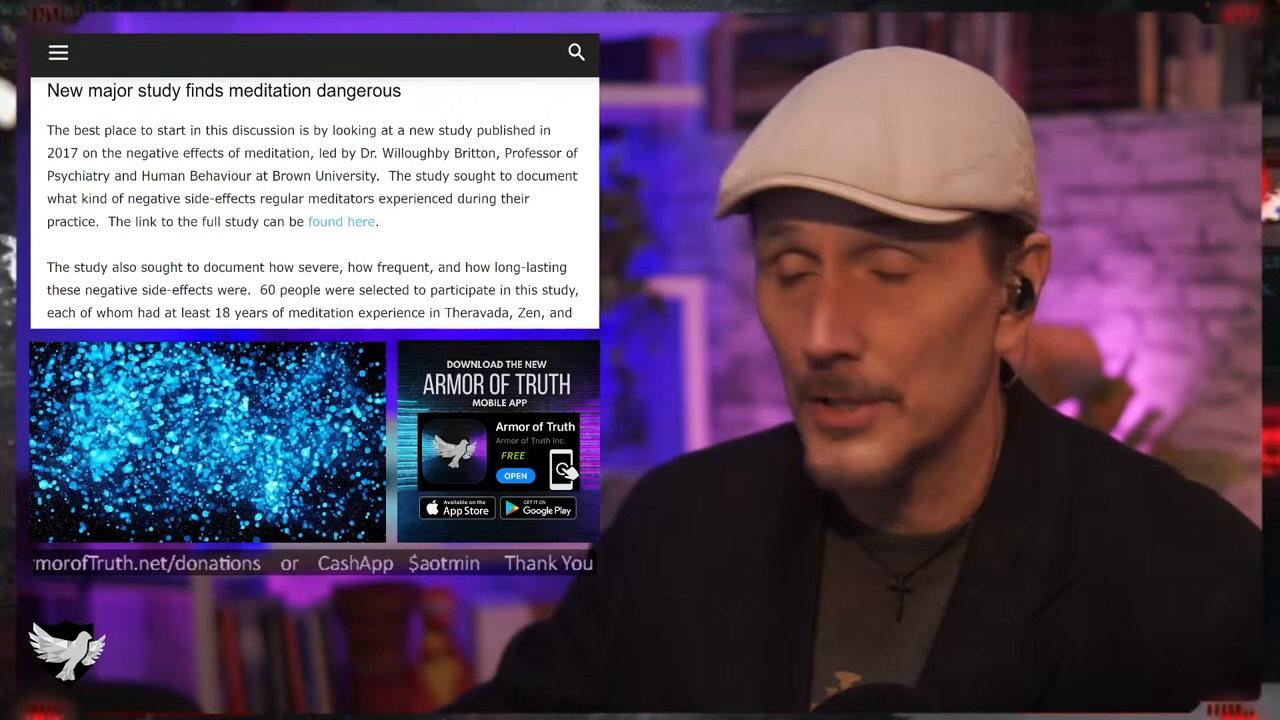 New major study finds meditation dangerous
The best place to start in this discussion is by looking at a new study published in
2017 on the negative effects of meditation, led by Dr. Willoughby Britton, Professor of
Psychiatry and Human Behaviour at Brown University.  The study sought to document
what kind of negative side-effects regular meditators experienced during their
practice.  The link to the full study can be found here.
The study also sought to document how severe, how frequent, and how long-lasting
these negative side-effects were.  60 people were selected to participate in this study,
each of whom had at least 18 years of meditation experience in Theravada, Zen, and
DOWNLOAD THE NEW
ARMOR OF TRUTH
MOBILE APP
Armor of Truth
Armor of Truth Inc.
FREE
OPEN
Available on the
App Store
GET IT ON
Google Play
morofTruth.net/donations or CashApp $aotmin Thank You